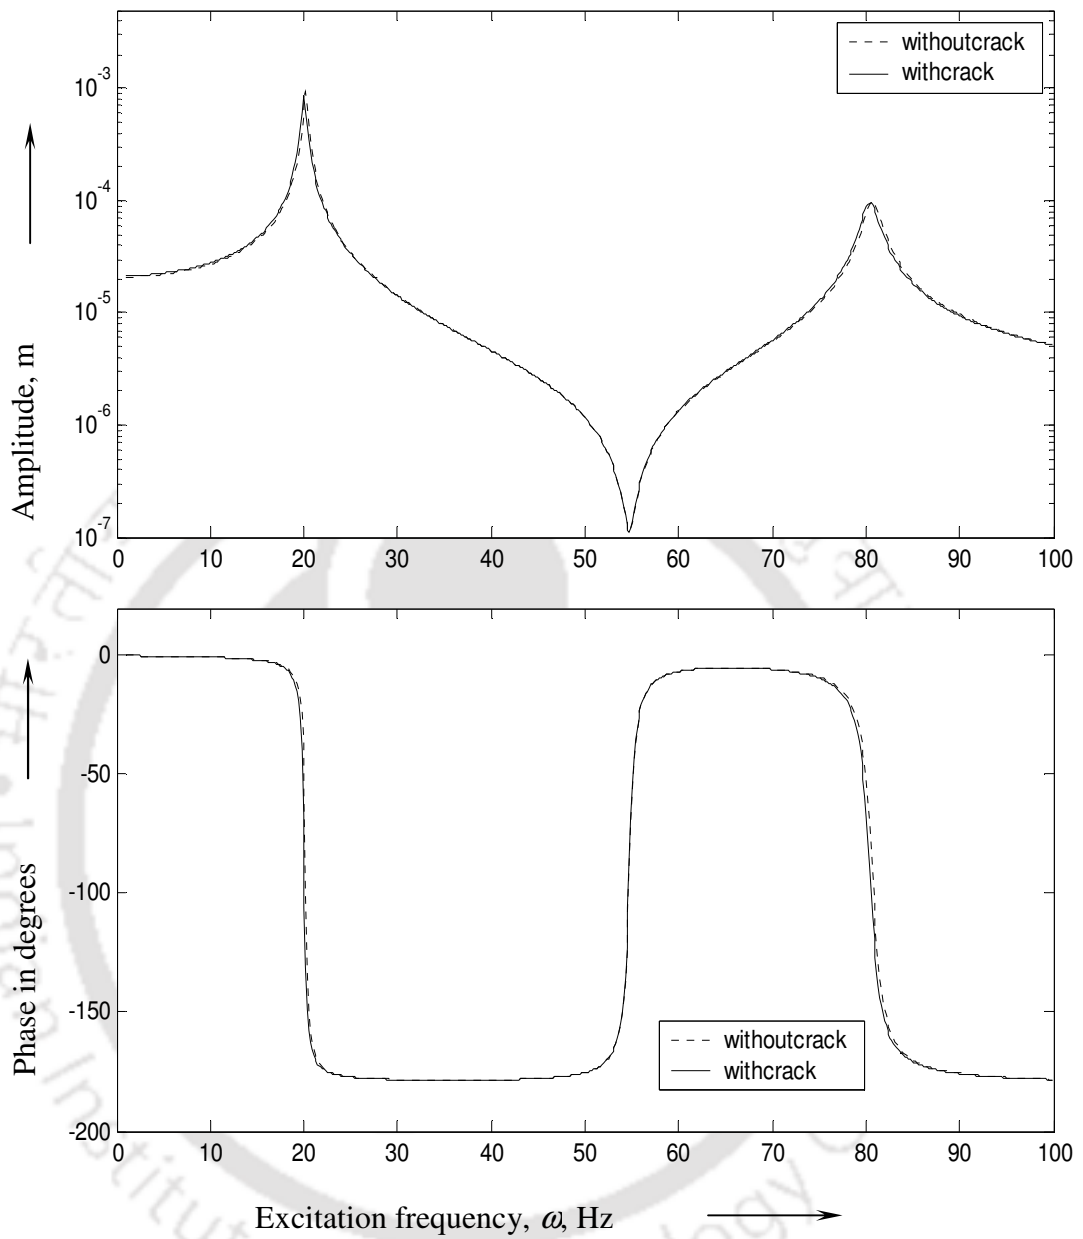 withoutcrack
withcrack
10^-3
10^-4
10^-5
10^-6
10^-7
Amplitude, m
0 10 20 30 40 50 60 70 80 90 100
0
-50
-100
-150
-200
Phase in degrees
withoutcrack
withcrack
0 10 20 30 40 50 60 70 80 90 100
Excitation frequency, ω, Hz